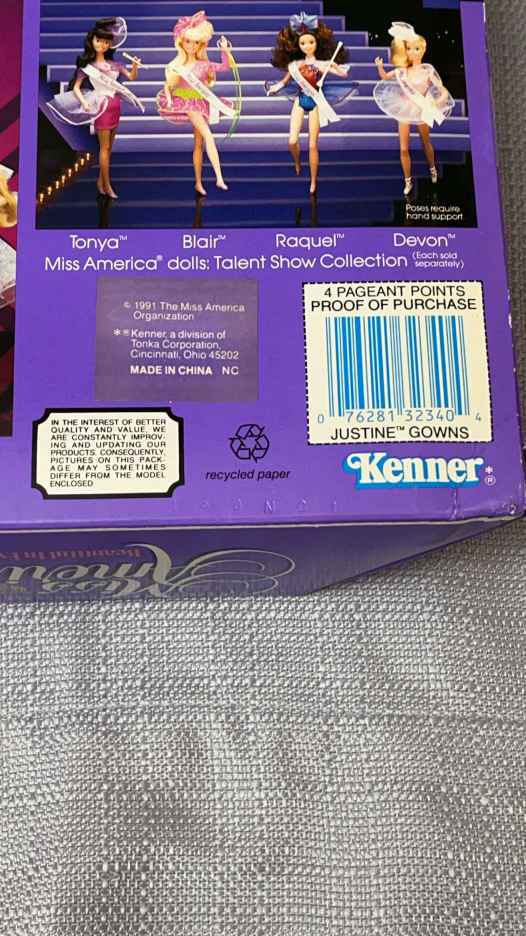 Poses require
hand support.
Tonya™ Blair™ Raquel™ Devon™
Miss America® dolls: Talent Show Collection (Each sold separately)
© 1991 The Miss America
Organization
*® Kenner, a division of
Tonka Corporation,
Cincinnati, Ohio 45202
MADE IN CHINA NC
4 PAGEANT POINTS
PROOF OF PURCHASE
0 76281 32340 4
JUSTINE™ GOWNS
IN THE INTEREST OF BETTER
QUALITY AND VALUE, WE
ARE CONSTANTLY IMPROV-
ING AND UPDATING OUR
PRODUCTS. CONSEQUENTLY,
PICTURES ON THIS PACK-
AGE MAY SOMETIMES
DIFFER FROM THE MODEL
ENCLOSED
recycled paper
Kenner*®
Beautiful In
Miss